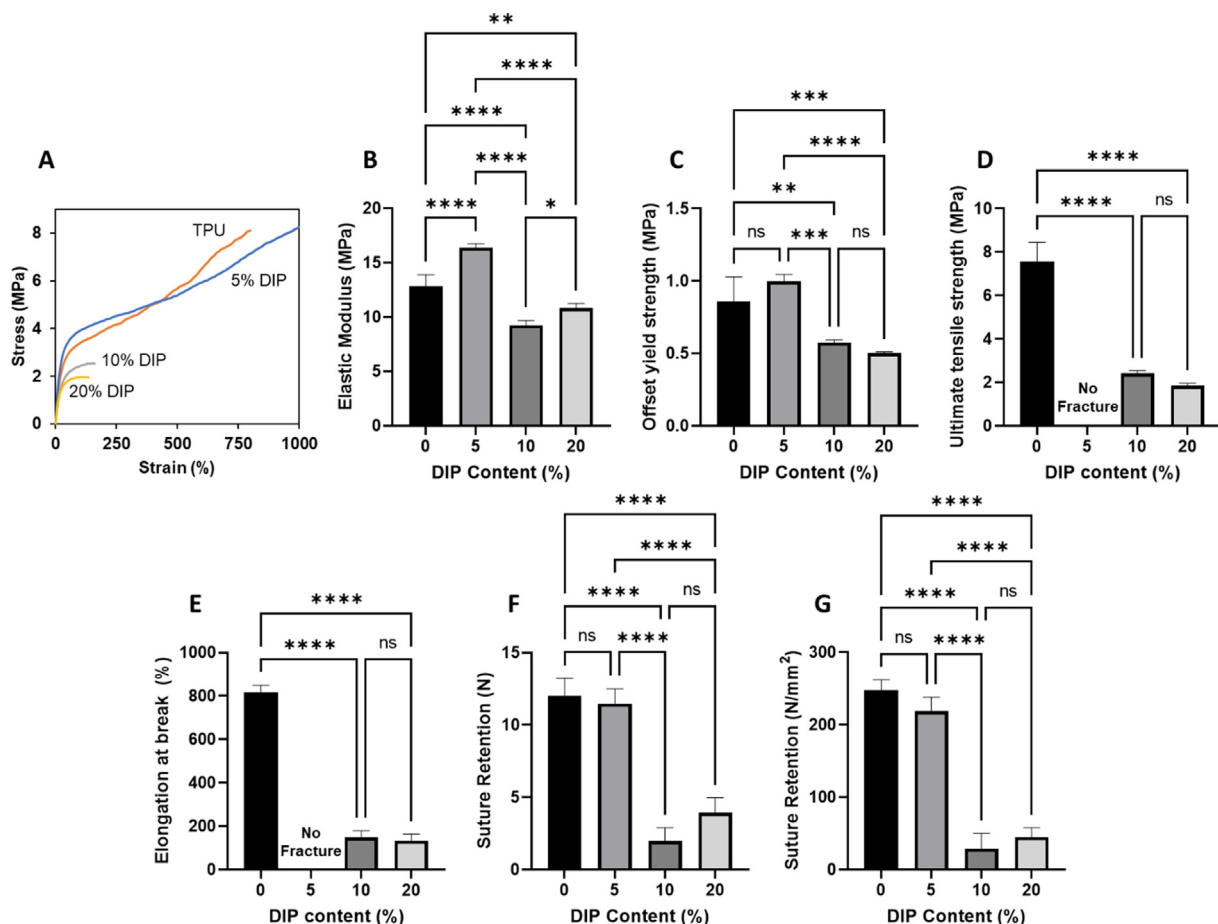 A
Stress (MPa)
8
6
4
2
0
TPU
5% DIP
10% DIP
20% DIP
0 250 500 750 1000
Strain (%)
B
**
****
****
****
**** *
Elastic Modulus (MPa)
20
15
10
5
0
0 5 10 20
DIP Content (%)
C
***
****
**
ns *** ns
Offset yield strength (MPa)
1.5
1.0
0.5
0.0
0 5 10 20
DIP Content (%)
D
****
**** ns
Ultimate tensile strength (MPa)
10
8
6
4
2
0
No
Fracture
0 5 10 20
DIP content (%)
E
****
**** ns
Elongation at break (%)
1000
800
600
400
200
0
No
Fracture
0 5 10 20
DIP content (%)
F
****
****
**** ns
ns ****
Suture Retention (N)
15
10
5
0
0 5 10 20
DIP Content (%)
G
****
****
**** ns
ns ****
Suture Retention (N/mm²)
300
200
100
0
0 5 10 20
DIP Content (%)